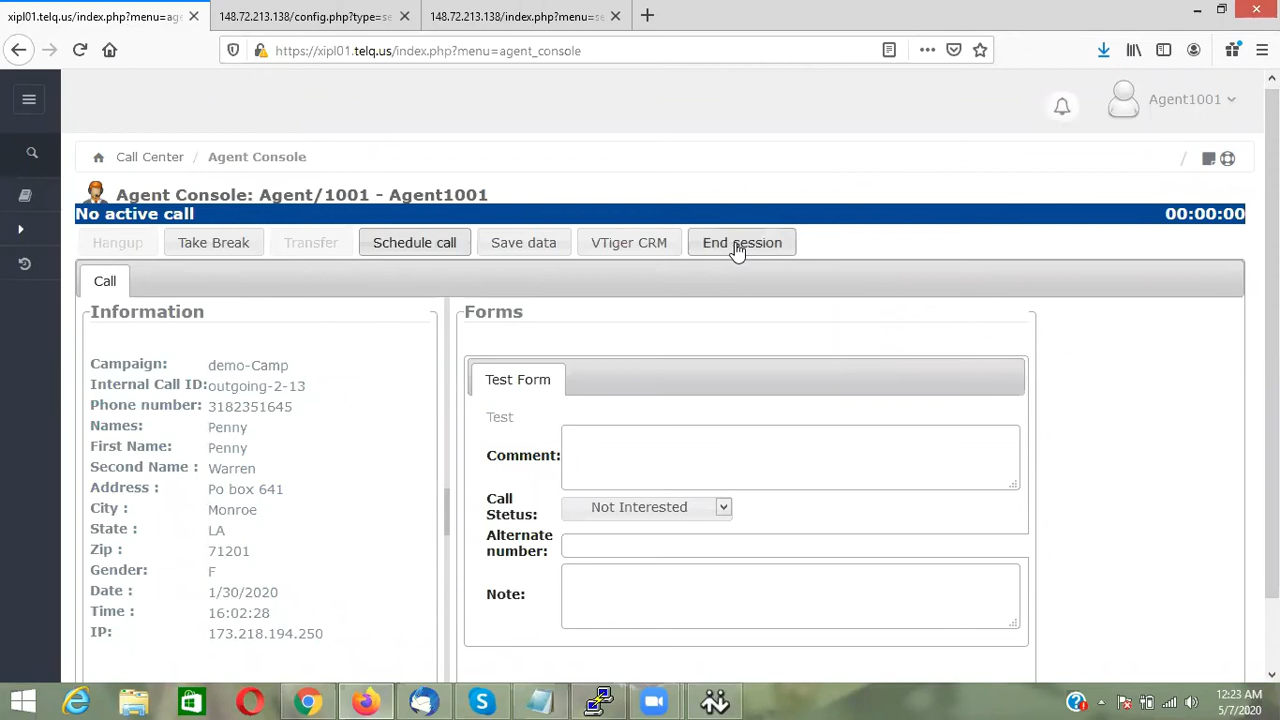 xipl01.telq.us/index.php?menu=age
148.72.213.138/config.php?type=se
148.72.213.138/index.php?menu=se
https://xipl01.telq.us/index.php?menu=agent_console
Agent1001
Call Center / Agent Console /
Agent Console: Agent/1001 - Agent1001
No active call 00:00:00
Hangup Take Break Transfer Schedule call Save data VTiger CRM End session
Call
Information
Campaign: demo-Camp
Internal Call ID: outgoing-2-13
Phone number: 3182351645
Names: Penny
First Name: Penny
Second Name : Warren
Address : Po box 641
City : Monroe
State : LA
Zip : 71201
Gender: F
Date : 1/30/2020
Time : 16:02:28
IP: 173.218.194.250
Forms
Test Form
Test
Comment:
Call Status: Not Interested
Alternate number:
Note:
12:23 AM
5/7/2020